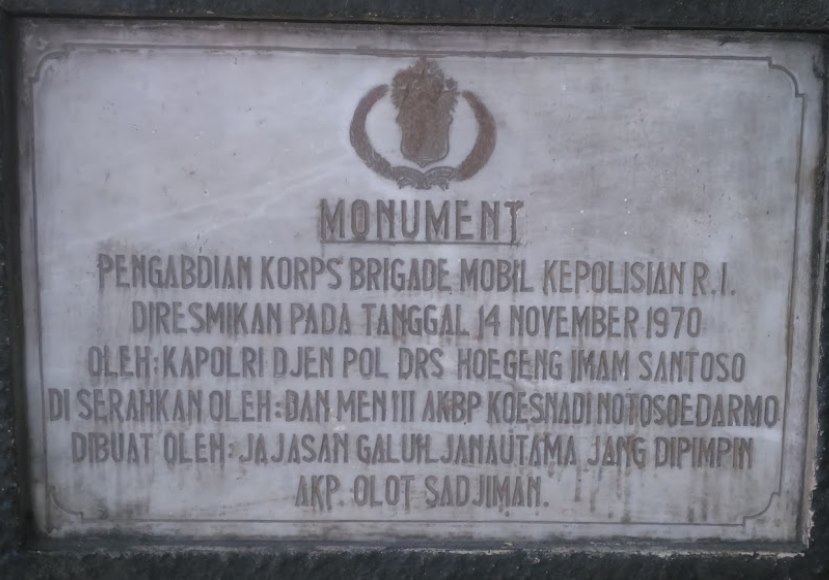 MONUMENT
PENGABDIAN KORPS BRIGADE MOBIL KEPOLISIAN R.I.
DIRESMIKAN PADA TANGGAL 14 NOVEMBER 1970
OLEH: KAPOLRI DJEN POL DRS HOEGENG IMAM SANTOSO
DI SERAHKAN OLEH: DAN MEN III AKBP KOESNADI NOTOSOEDARMO
DIBUAT OLEH: JAJASAN GALUH JANAUTAMA JANG DIPIMPIN
AKP. OLOT SADJIMAN.